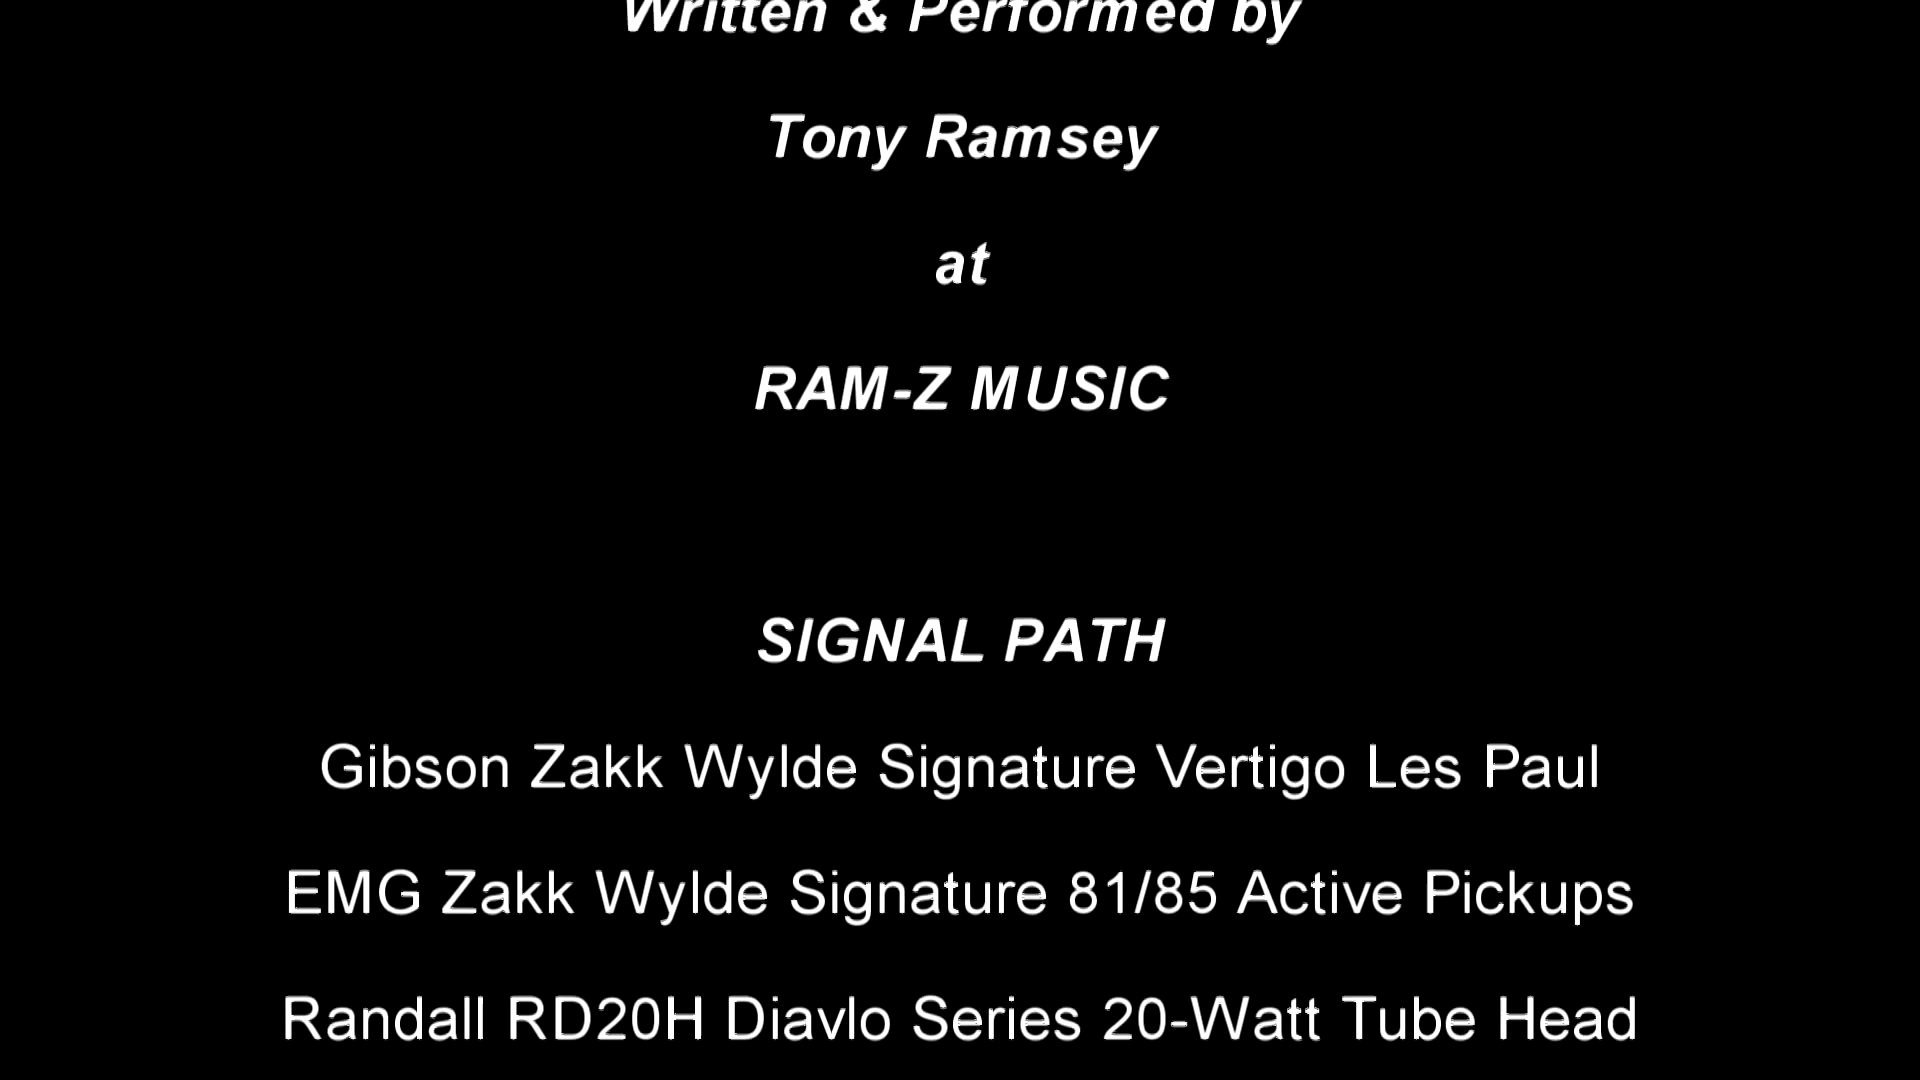 Written & Performed by
Tony Ramsey
at
RAM-Z MUSIC
SIGNAL PATH
Gibson Zakk Wylde Signature Vertigo Les Paul
EMG Zakk Wylde Signature 81/85 Active Pickups
Randall RD20H Diavlo Series 20-Watt Tube Head